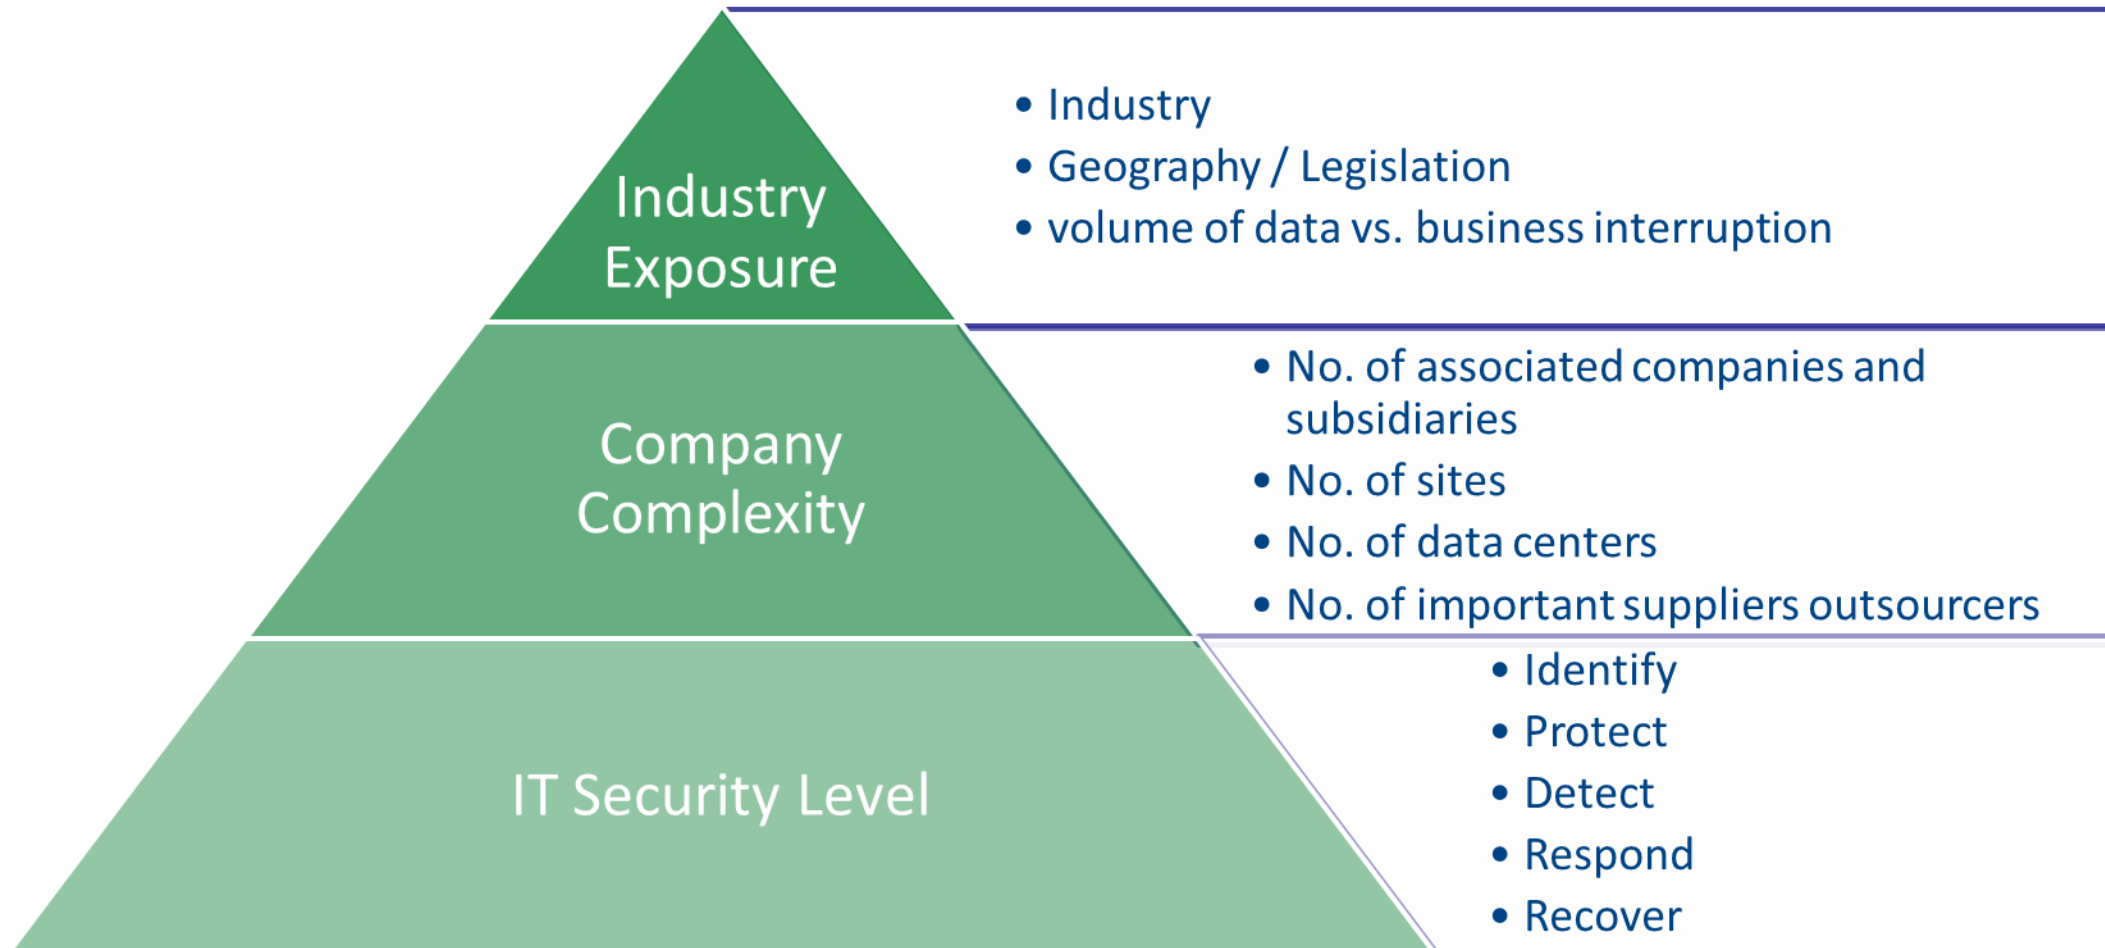 Industry
Exposure
• Industry
• Geography / Legislation
• volume of data vs. business interruption
Company
Complexity
• No. of associated companies and
subsidiaries
• No. of sites
• No. of data centers
• No. of important suppliers outsourcers
IT Security Level
• Identify
• Protect
• Detect
• Respond
• Recover